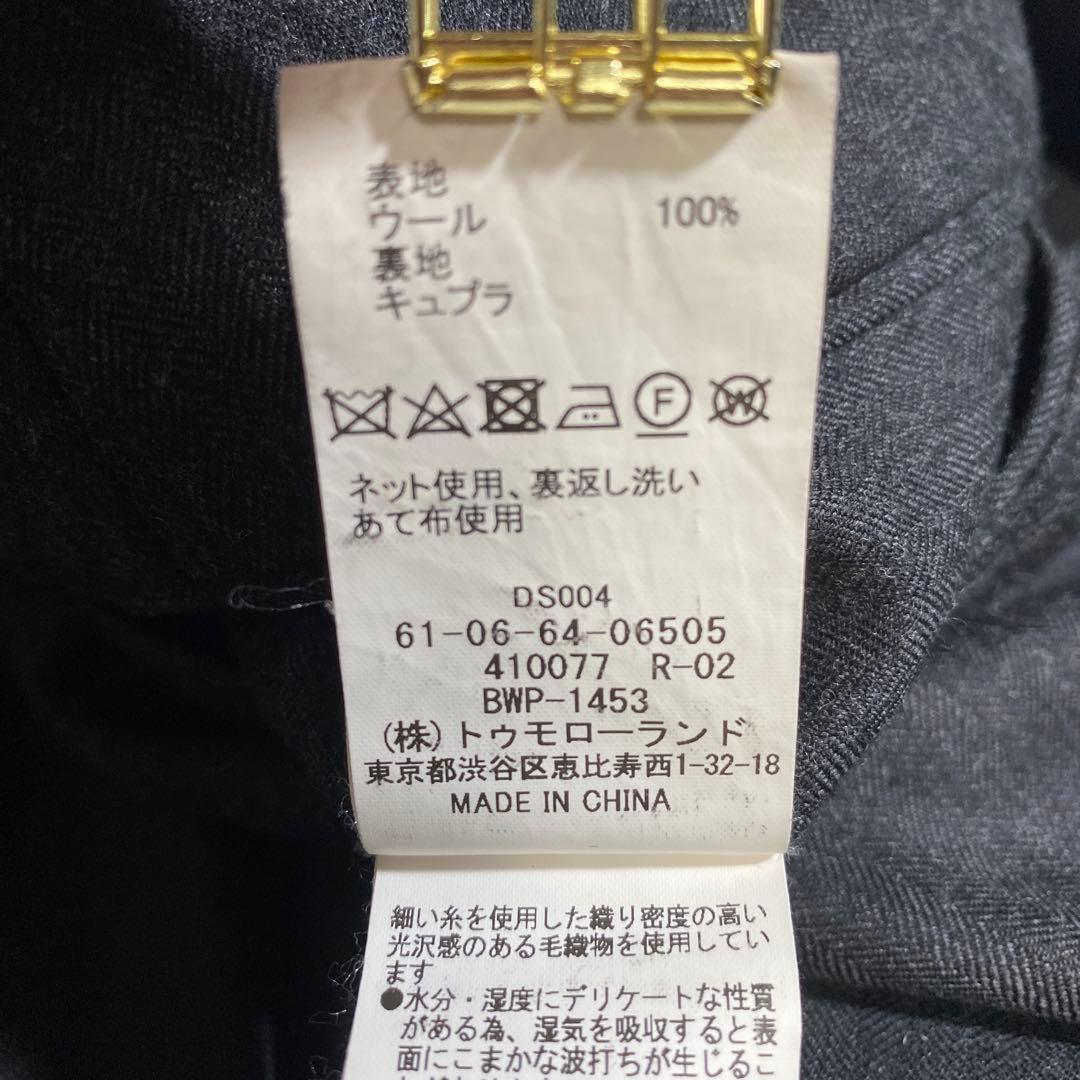 表地
ウール 100%
裏地
キュプラ
F W
ネット使用、裏返し洗い
あて布使用
DS004
61-06-64-06505
410077 R-02
BWP-1453
(株)トゥモローランド
東京都渋谷区恵比寿西1-32-18
MADE IN CHINA
細い糸を使用した織り密度の高い
光沢感のある毛織物を使用してい
ます
●水分・湿度にデリケートな性質
がある為、湿気を吸収すると表
面にこまかな波打ちが生じるこ